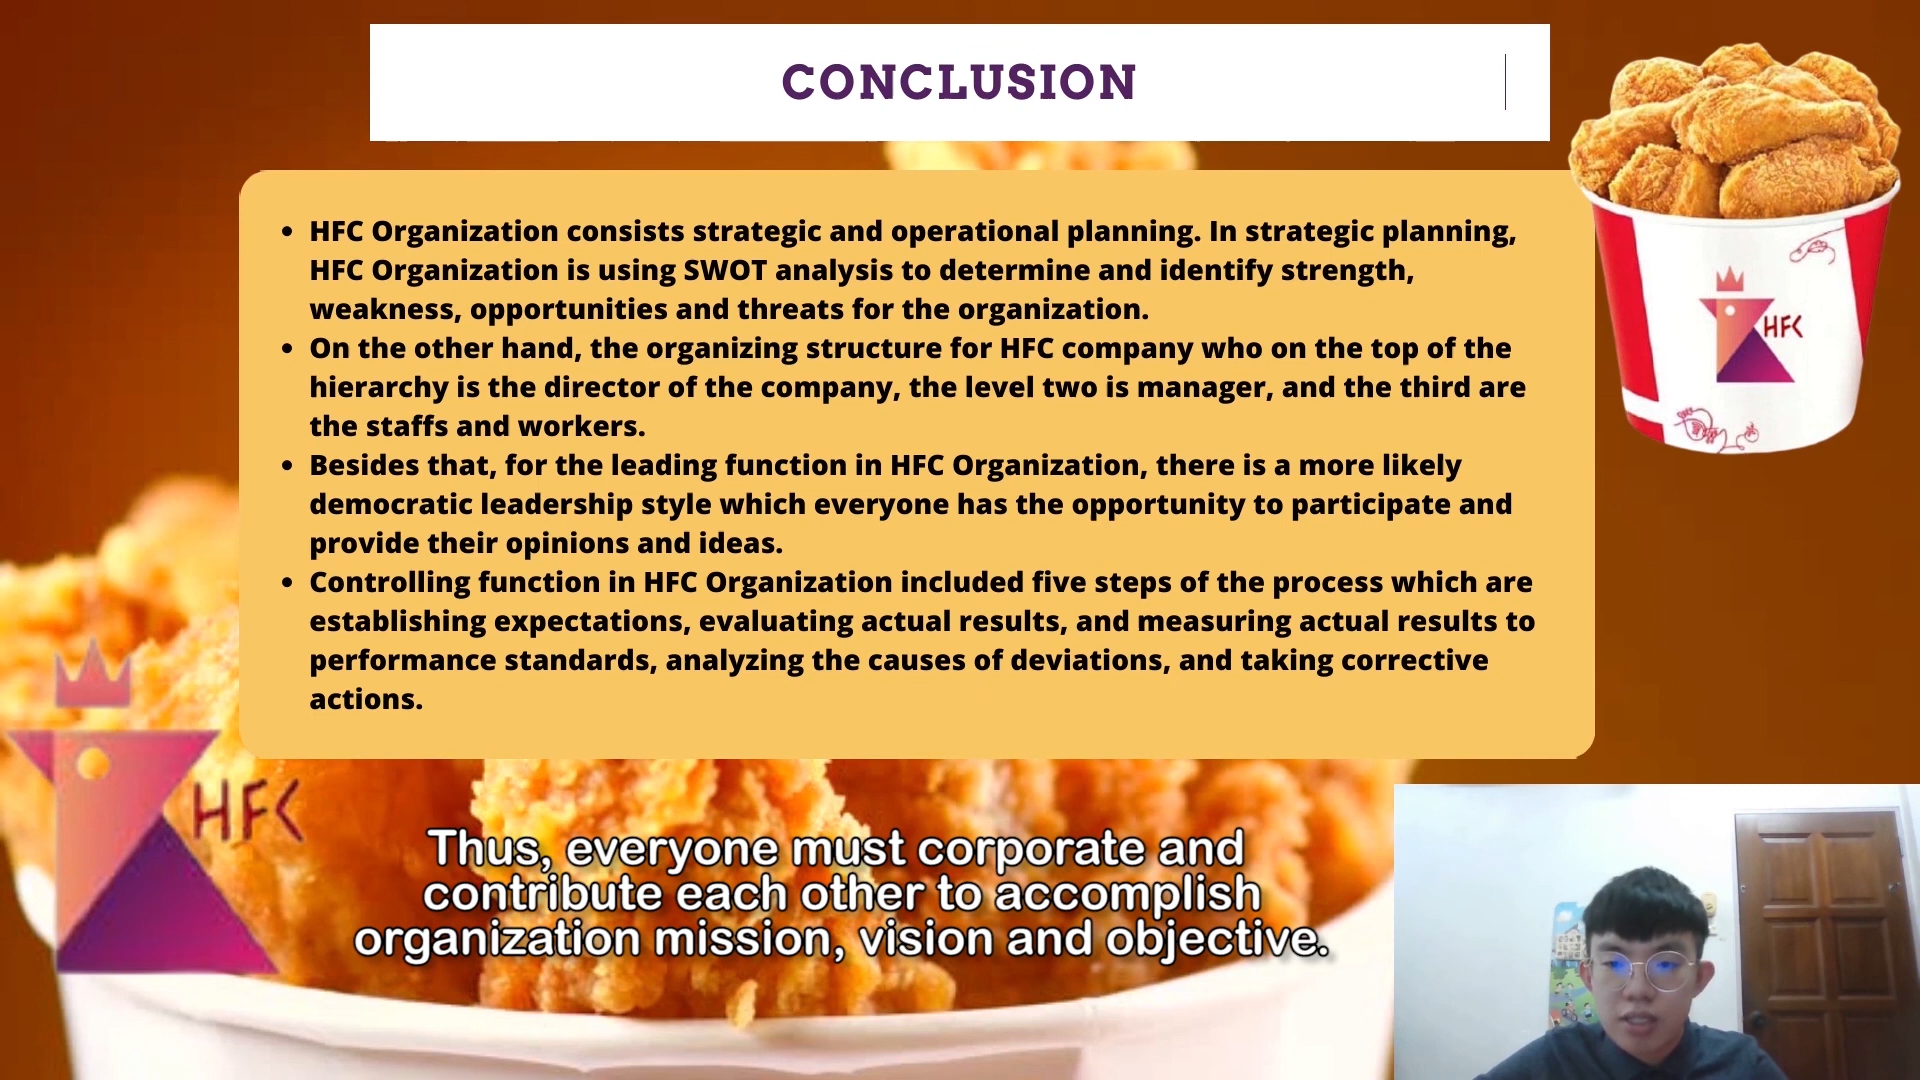 CONCLUSION
• HFC Organization consists strategic and operational planning. In strategic planning,
HFC Organization is using SWOT analysis to determine and identify strength,
weakness, opportunities and threats for the organization.
• On the other hand, the organizing structure for HFC company who on the top of the
hierarchy is the director of the company, the level two is manager, and the third are
the staffs and workers.
• Besides that, for the leading function in HFC Organization, there is a more likely
democratic leadership style which everyone has the opportunity to participate and
provide their opinions and ideas.
• Controlling function in HFC Organization included five steps of the process which are
establishing expectations, evaluating actual results, and measuring actual results to
performance standards, analyzing the causes of deviations, and taking corrective
actions.
HFC
HFC
Thus, everyone must corporate and
contribute each other to accomplish
organization mission, vision and objective.